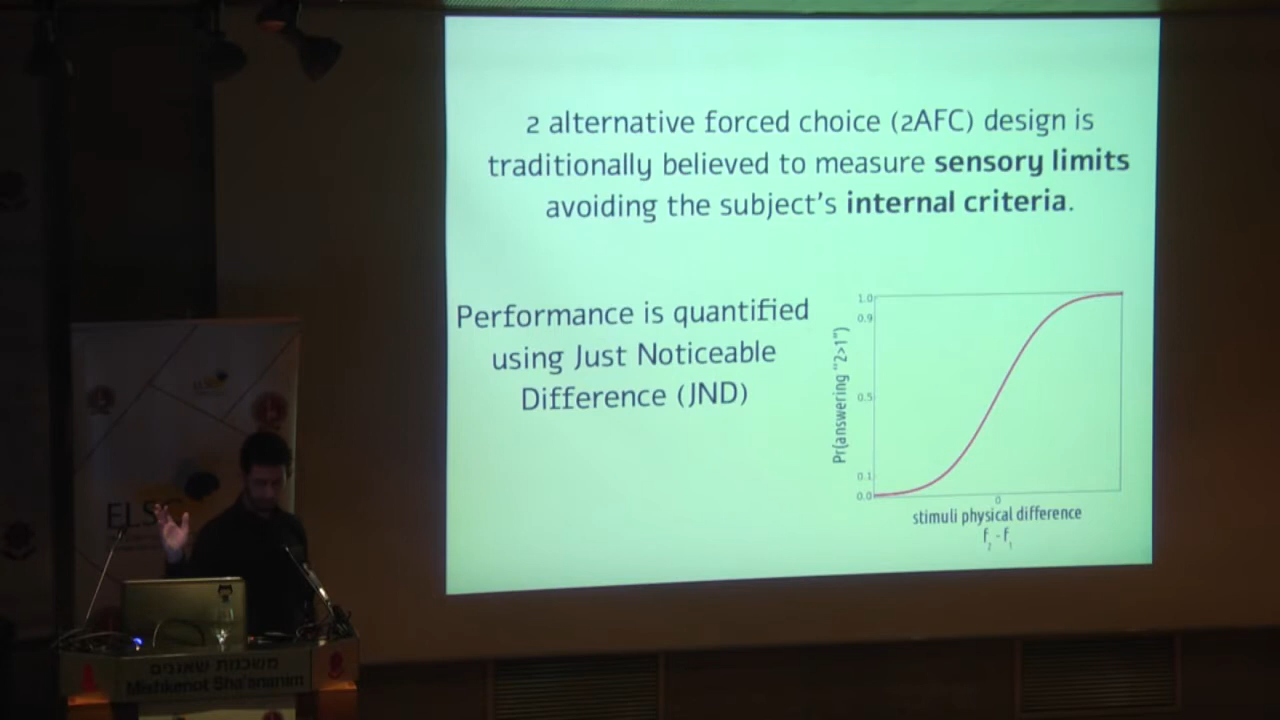 2 alternative forced choice (2AFC) design is
traditionally believed to measure sensory limits
avoiding the subject's internal criteria.
Performance is quantified
using Just Noticeable
Difference (JND)
1.0
0.9
0.5
0.1
0.0
Pr(answering "2>1")
0
stimuli physical difference
f2 - f1
ELSC
משכנות שאננים
Mishkenot Sha'ananim